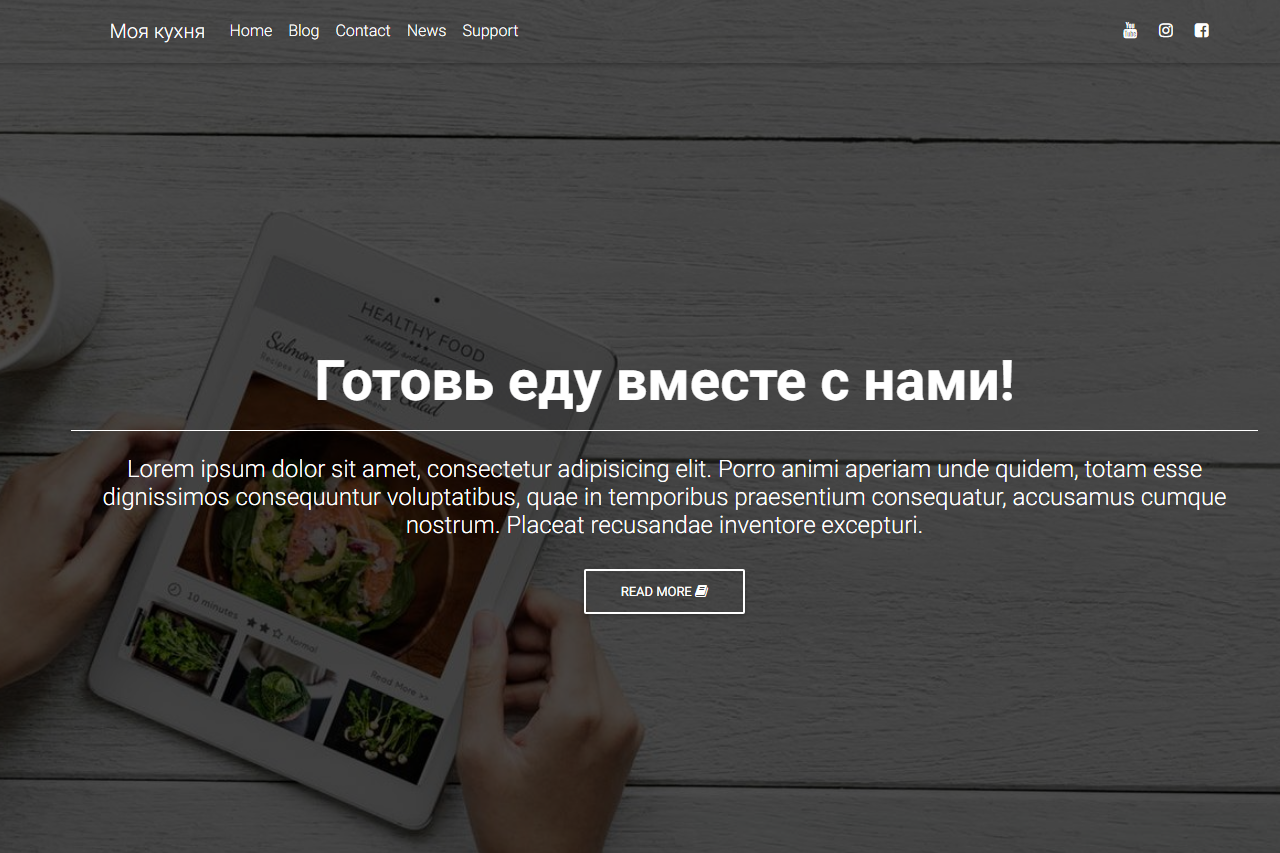 Моя кухня Home Blog Contact News Support
HEALTHY FOOD
Готовь еду вместе с нами!
Lorem ipsum dolor sit amet, consectetur adipisicing elit. Porro animi aperiam unde quidem, totam esse
dignissimos consequuntur voluptatibus, quae in temporibus praesentium consequatur, accusamus cumque
nostrum. Placeat recusandae inventore excepturi.
READ MORE
10 minutes
Normal
Read More >>